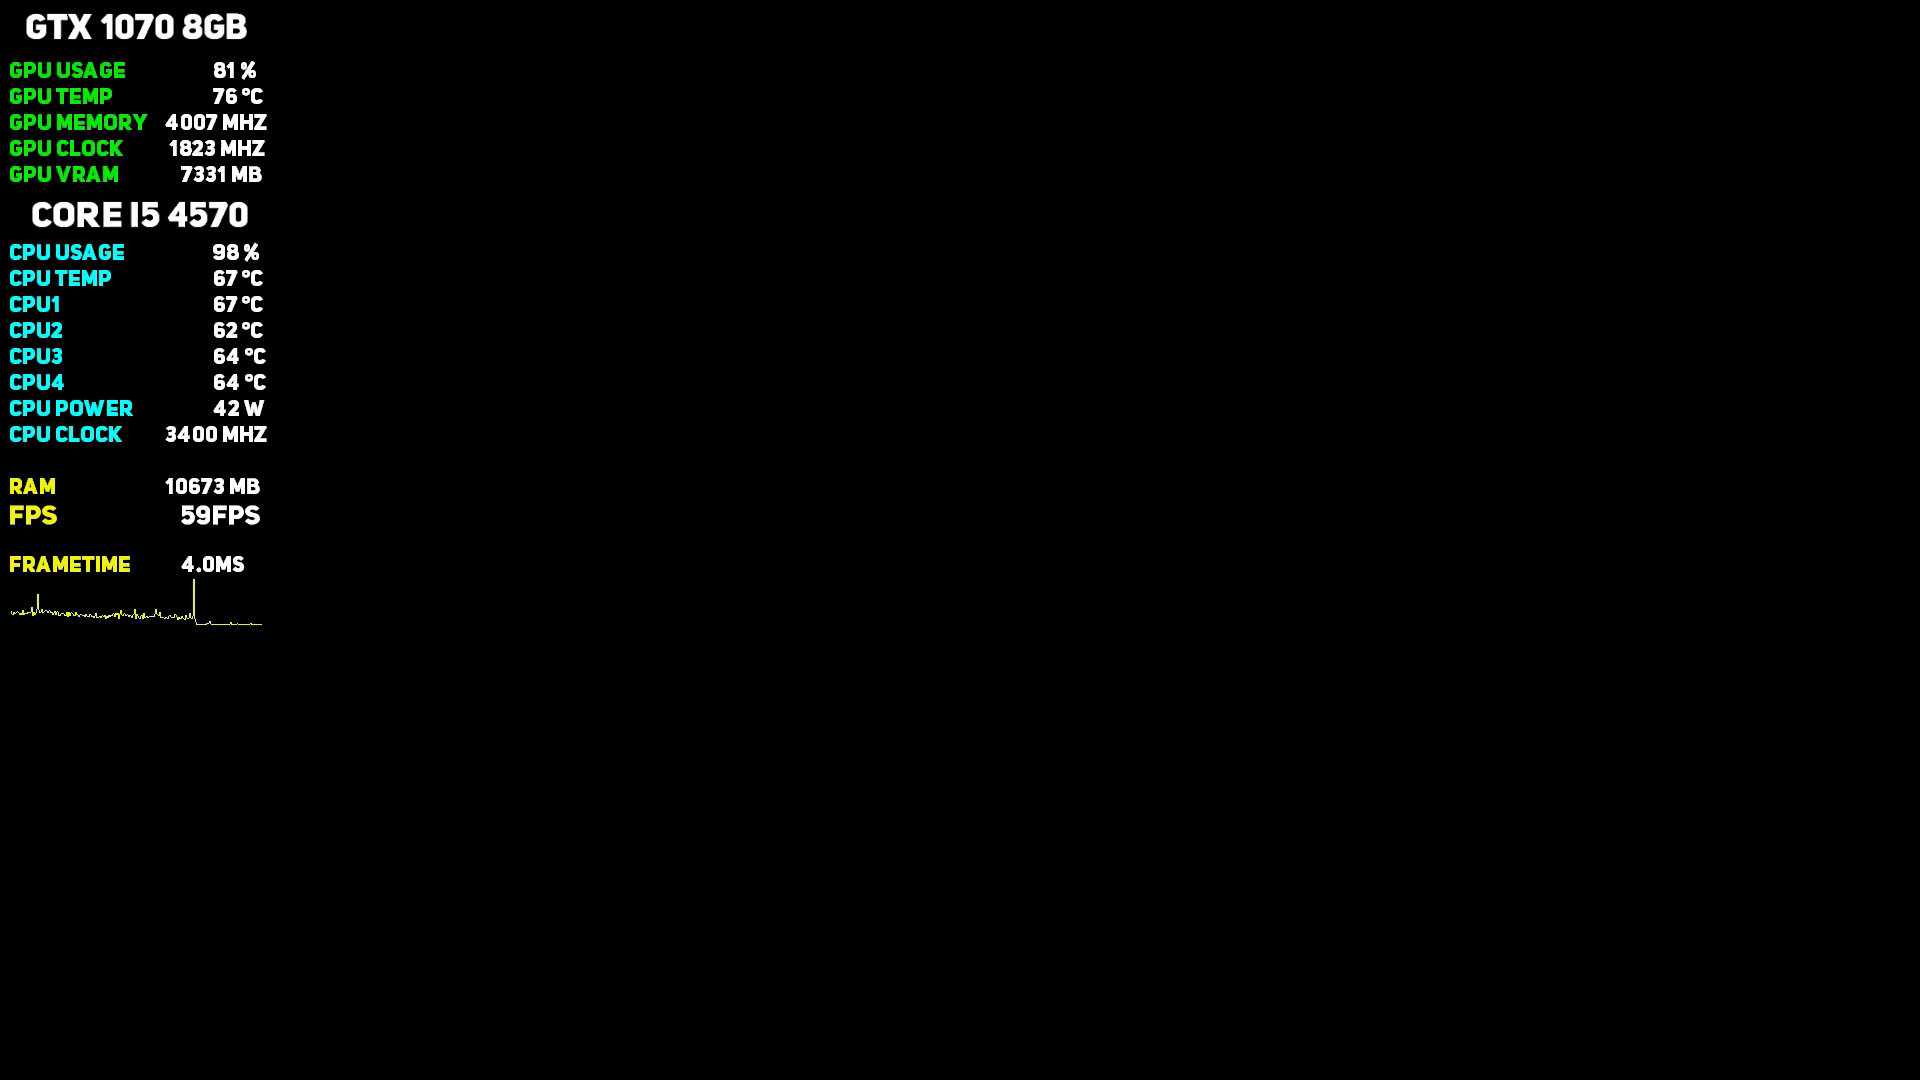 GTX 1070 8GB
GPU USAGE 81 %
GPU TEMP 76 °C
GPU MEMORY 4007 MHZ
GPU CLOCK 1823 MHZ
GPU VRAM 7331 MB
CORE I5 4570
CPU USAGE 98 %
CPU TEMP 67 °C
CPU1 67 °C
CPU2 62 °C
CPU3 64 °C
CPU4 64 °C
CPU POWER 42 W
CPU CLOCK 3400 MHZ
RAM 10673 MB
FPS 59FPS
FRAMETIME 4.0MS